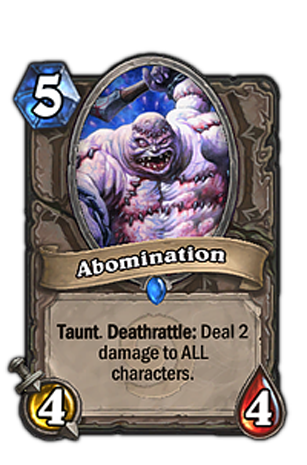 5
Abomination
Taunt. Deathrattle: Deal 2
damage to ALL
characters.
4 4